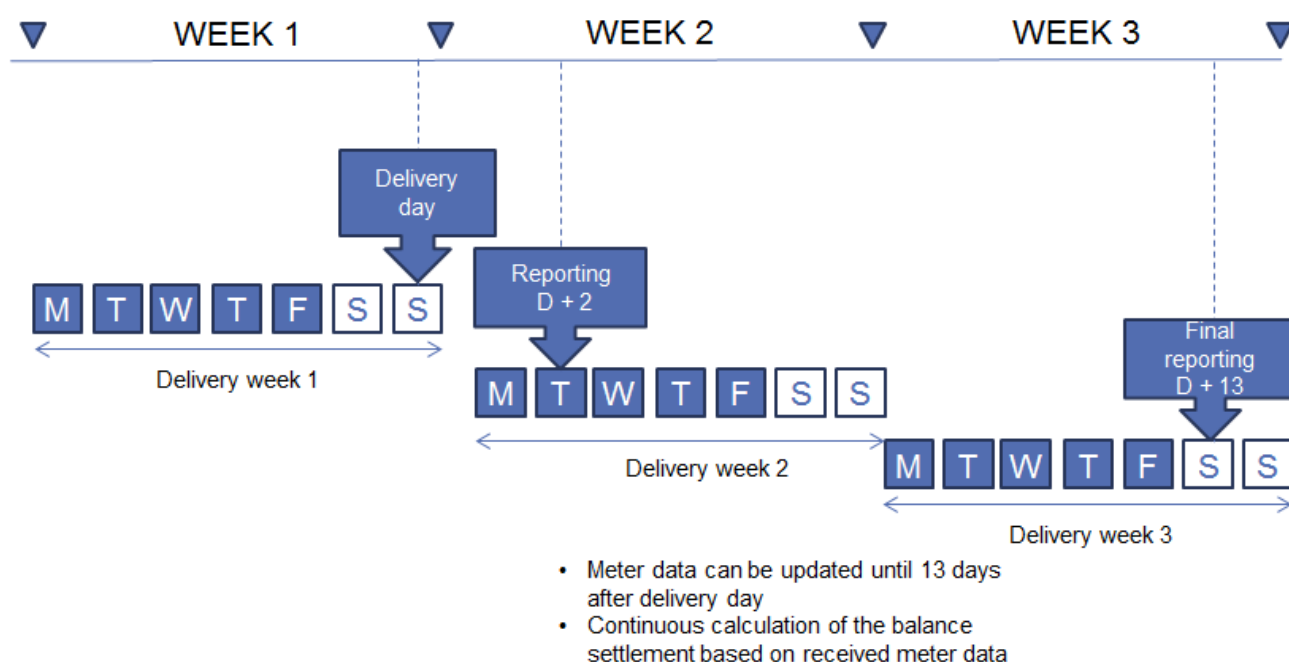 WEEK 1 WEEK 2 WEEK 3
Delivery
day
Reporting
D + 2
M T W T F S S
Delivery week 1
Final
reporting
D + 13
M T W T F S S
Delivery week 2
M T W T F S S
Delivery week 3
• Meter data can be updated until 13 days
after delivery day
• Continuous calculation of the balance
settlement based on received meter data